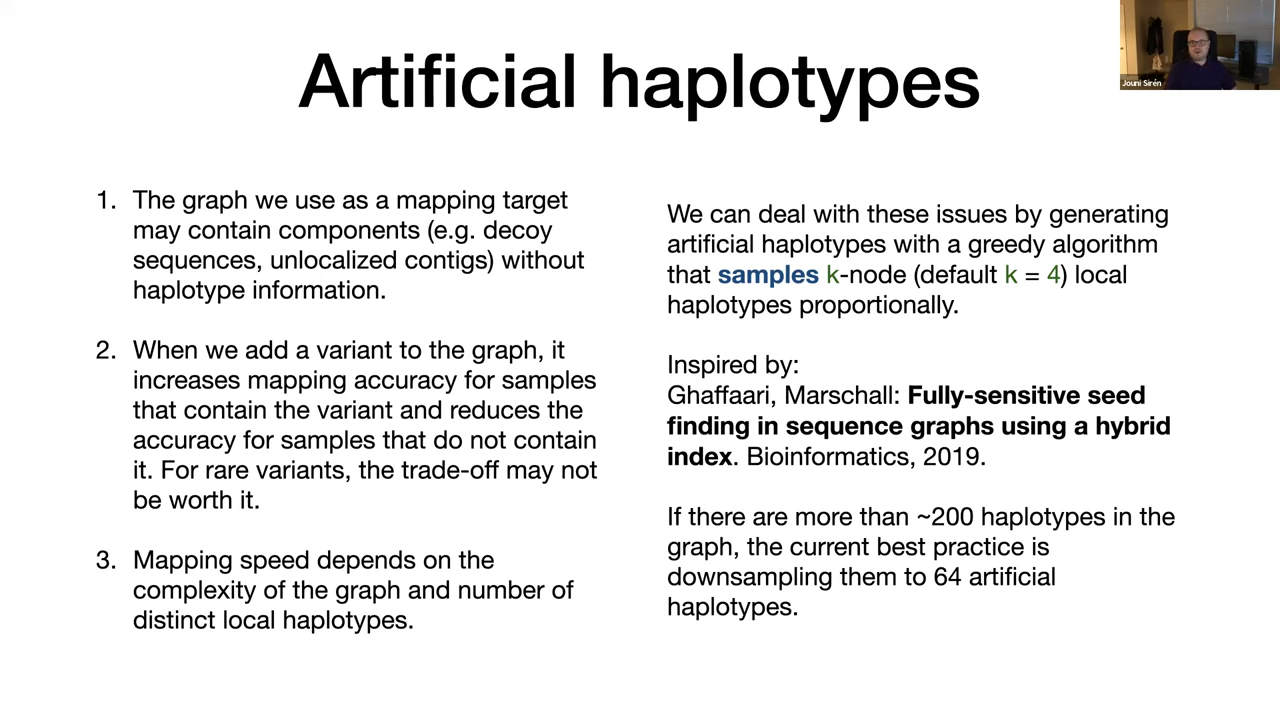 Artificial haplotypes
Jouni Sirén
1. The graph we use as a mapping target
may contain components (e.g. decoy
sequences, unlocalized contigs) without
haplotype information.
2. When we add a variant to the graph, it
increases mapping accuracy for samples
that contain the variant and reduces the
accuracy for samples that do not contain
it. For rare variants, the trade-off may not
be worth it.
3. Mapping speed depends on the
complexity of the graph and number of
distinct local haplotypes.
We can deal with these issues by generating
artificial haplotypes with a greedy algorithm
that samples k-node (default k = 4) local
haplotypes proportionally.
Inspired by:
Ghaffaari, Marschall: Fully-sensitive seed
finding in sequence graphs using a hybrid
index. Bioinformatics, 2019.
If there are more than ~200 haplotypes in the
graph, the current best practice is
downsampling them to 64 artificial
haplotypes.